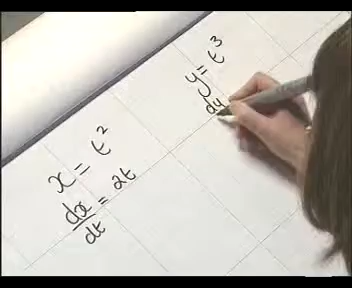 x = t²
dx/dt = 2t
y = t³
dy